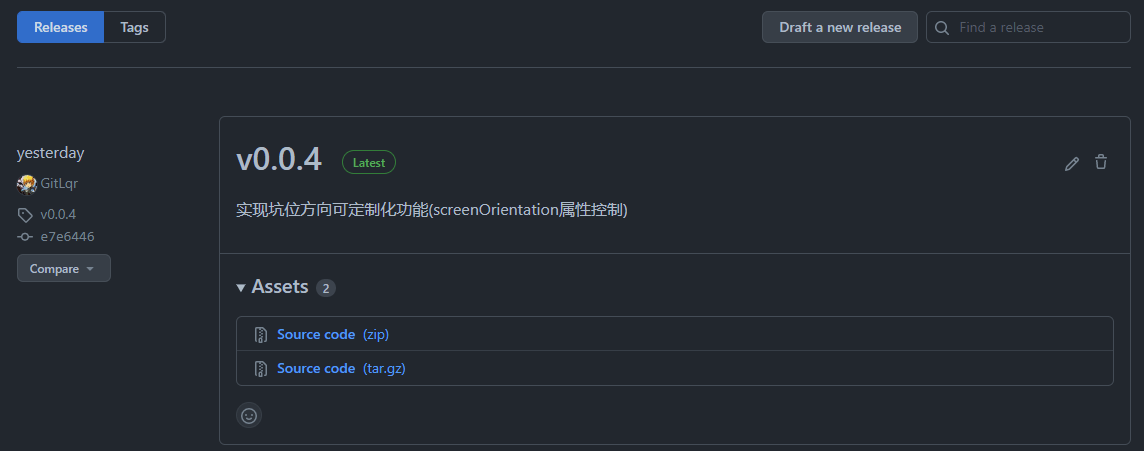 Releases Tags Draft a new release Find a release
yesterday
GitLqr
v0.0.4
e7e6446
Compare
v0.0.4 Latest
实现坑位方向可定制化功能(screenOrientation属性控制)
Assets 2
Source code (zip)
Source code (tar.gz)